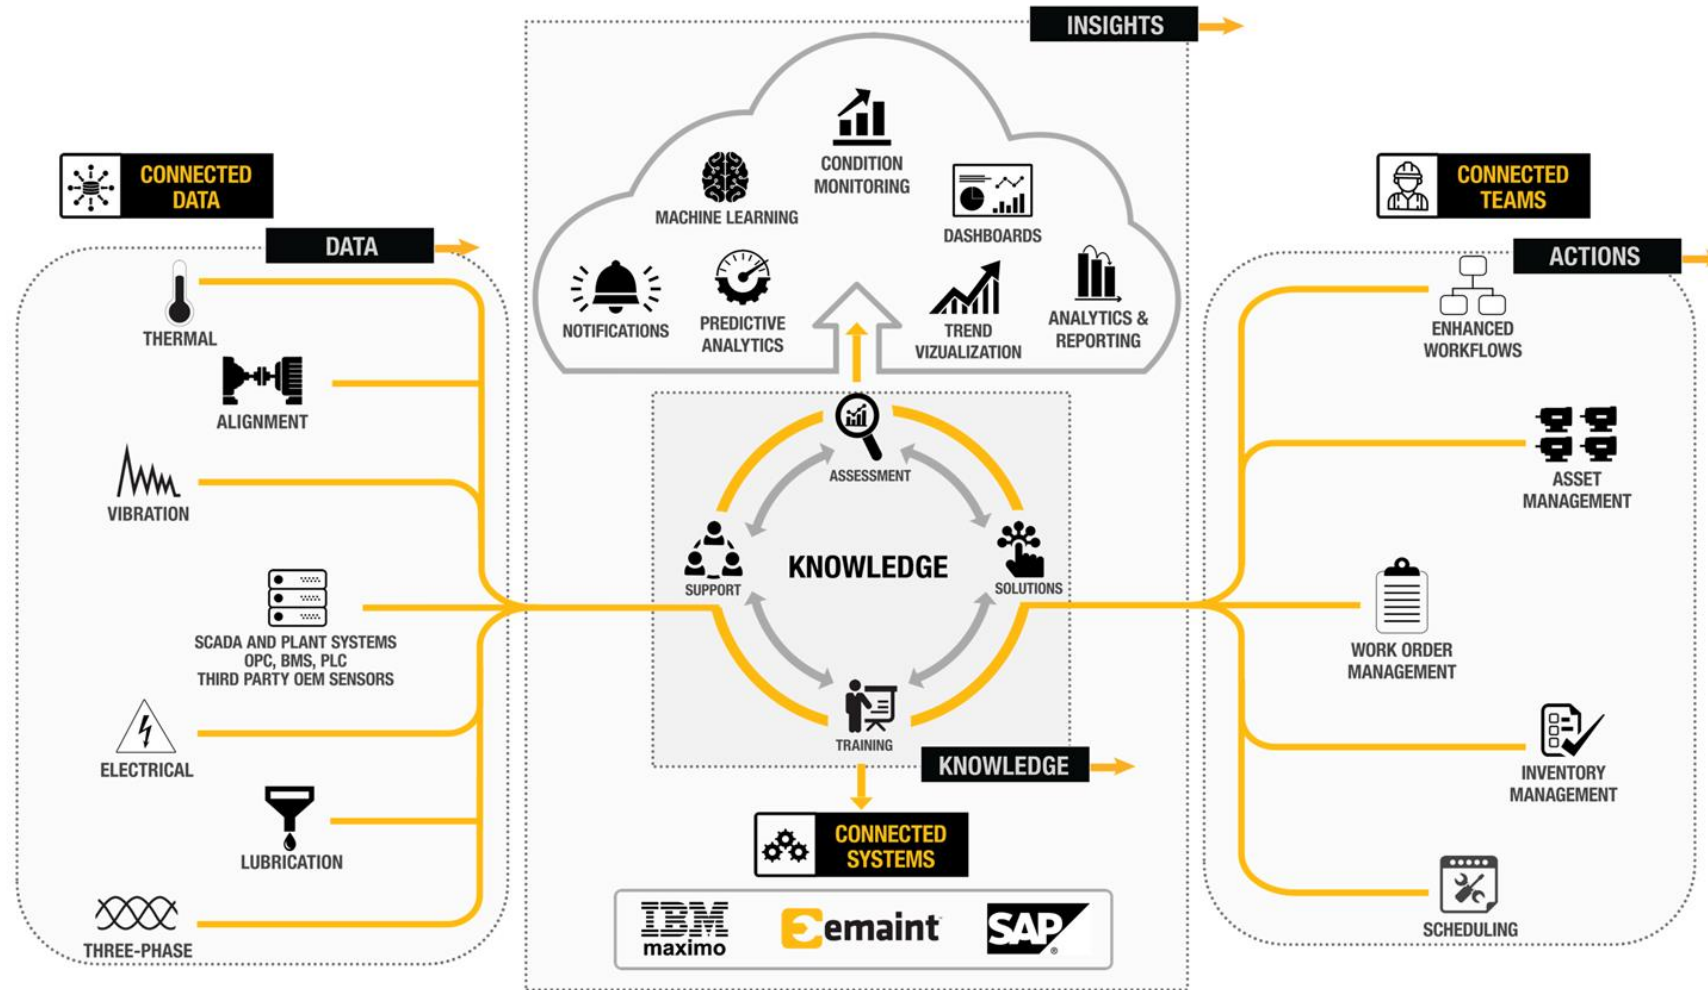 INSIGHTS
CONNECTED
DATA
DATA
THERMAL
ALIGNMENT
VIBRATION
SCADA AND PLANT SYSTEMS
OPC, BMS, PLC
THIRD PARTY OEM SENSORS
ELECTRICAL
LUBRICATION
THREE-PHASE
CONDITION
MONITORING
MACHINE LEARNING
DASHBOARDS
NOTIFICATIONS
PREDICTIVE
ANALYTICS
TREND
VIZUALIZATION
ANALYTICS &
REPORTING
ASSESSMENT
SUPPORT
KNOWLEDGE
SOLUTIONS
TRAINING
KNOWLEDGE
CONNECTED
SYSTEMS
IBM
maximo
emaint
SAP
®
CONNECTED
TEAMS
ACTIONS
ENHANCED
WORKFLOWS
ASSET
MANAGEMENT
WORK ORDER
MANAGEMENT
INVENTORY
MANAGEMENT
SCHEDULING